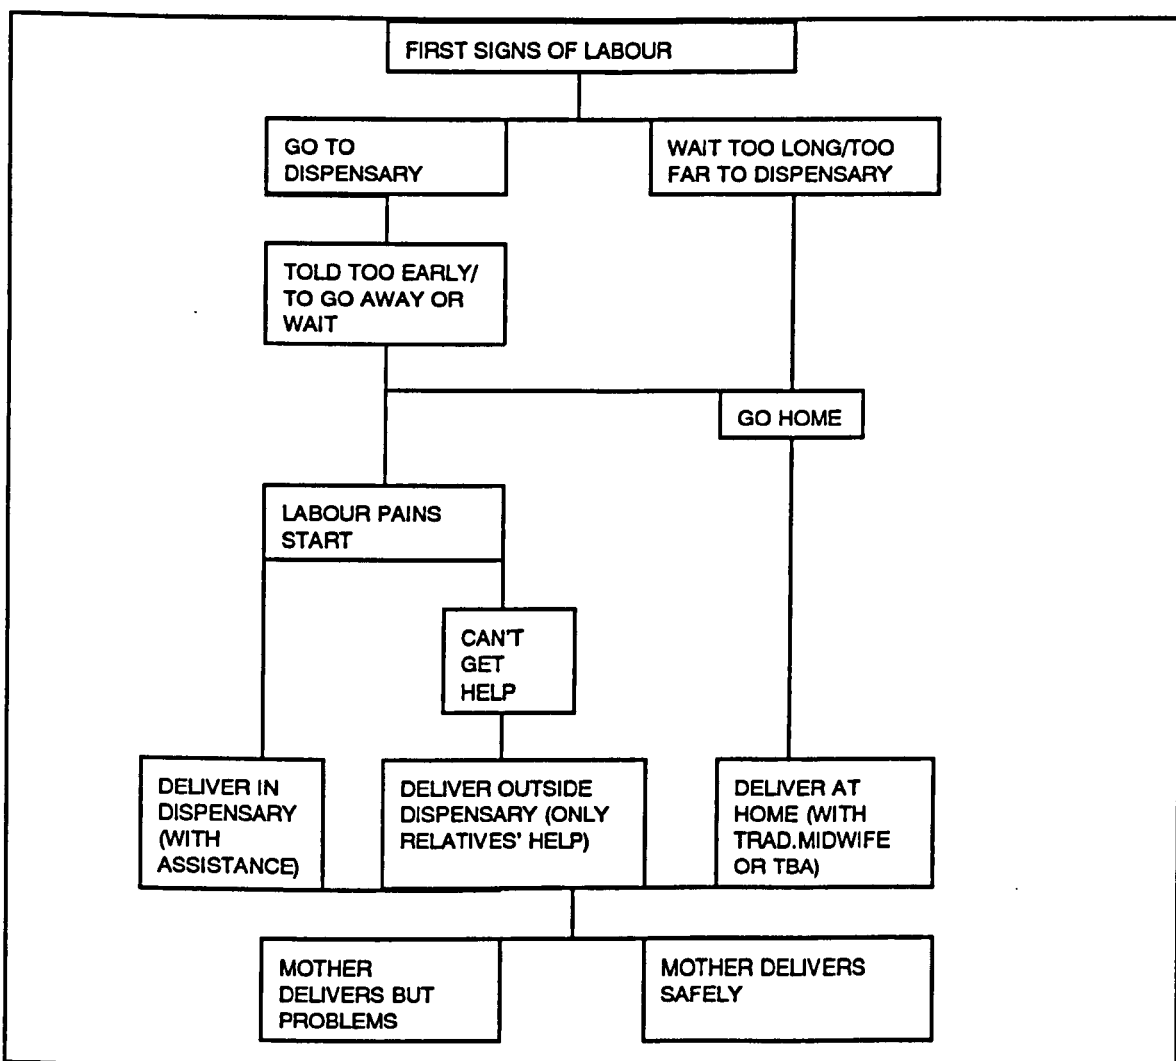 FIRST SIGNS OF LABOUR
GO TO
DISPENSARY
WAIT TOO LONG/TOO
FAR TO DISPENSARY
TOLD TOO EARLY/
TO GO AWAY OR
WAIT
GO HOME
LABOUR PAINS
START
CAN'T
GET
HELP
DELIVER IN
DISPENSARY
(WITH
ASSISTANCE)
DELIVER OUTSIDE
DISPENSARY (ONLY
RELATIVES' HELP)
DELIVER AT
HOME (WITH
TRAD.MIDWIFE
OR TBA)
MOTHER
DELIVERS BUT
PROBLEMS
MOTHER DELIVERS
SAFELY